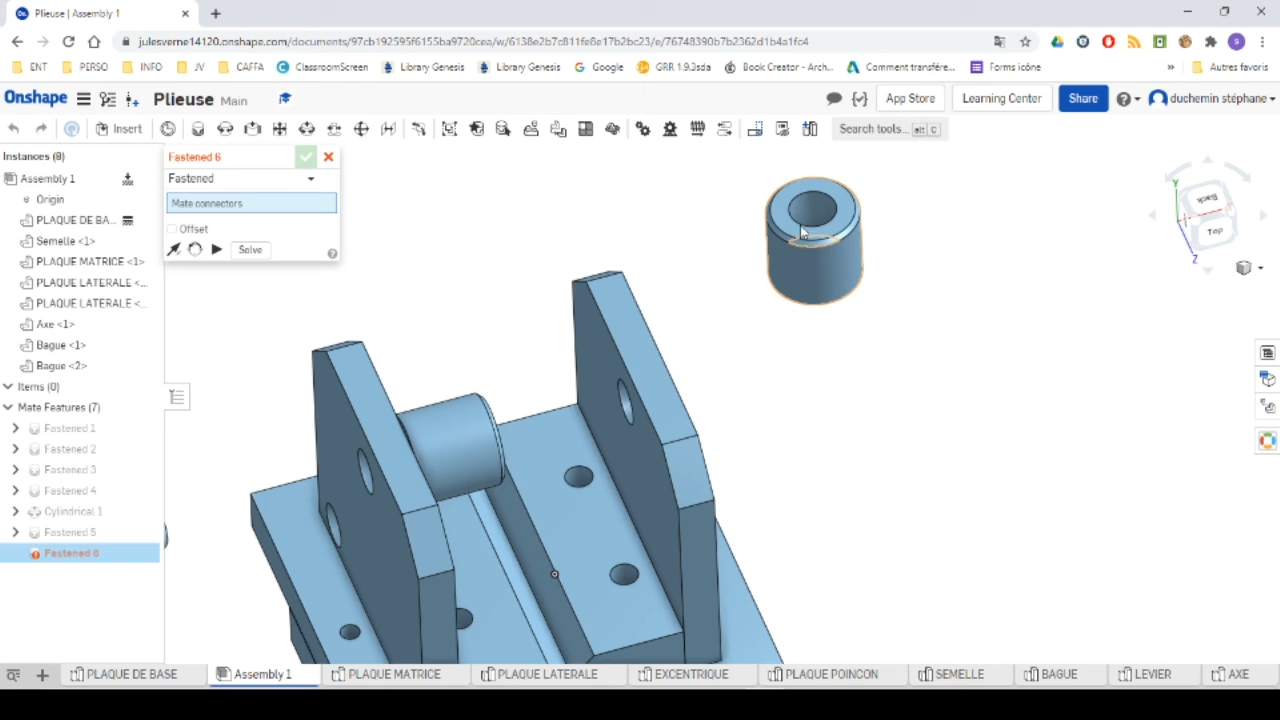 Plieuse | Assembly 1
julesverne14120.onshape.com/documents/97cb192595f6155ba9720cea/w/6138e2b7c811fe8e17b2bc23/e/76748390b7b2362d1b4a1fc4
ENT PERSO INFO JV CAFFA ClassroomScreen Library Genesis Library Genesis Google GRR 1.9.3sda Book Creator - Arch... Comment transfére... Forms icône » Autres favoris
Onshape Plieuse Main App Store Learning Center Share duchemin stéphane
Insert Search tools... alt C
Instances (8)
Assembly 1
Origin
PLAQUE DE BA...
Semelle <1>
PLAQUE MATRICE <1>
PLAQUE LATERALE <...
PLAQUE LATERALE <...
Axe <1>
Bague <1>
Bague <2>
Items (0)
Mate Features (7)
Fastened 1
Fastened 2
Fastened 3
Fastened 4
Cylindrical 1
Fastened 5
Fastened 6
Fastened 6
Fastened
Mate connectors
Offset
Solve
Y
Back
Top
Z
PLAQUE DE BASE Assembly 1 PLAQUE MATRICE PLAQUE LATERALE EXCENTRIQUE PLAQUE POINCON SEMELLE BAGUE LEVIER AXE